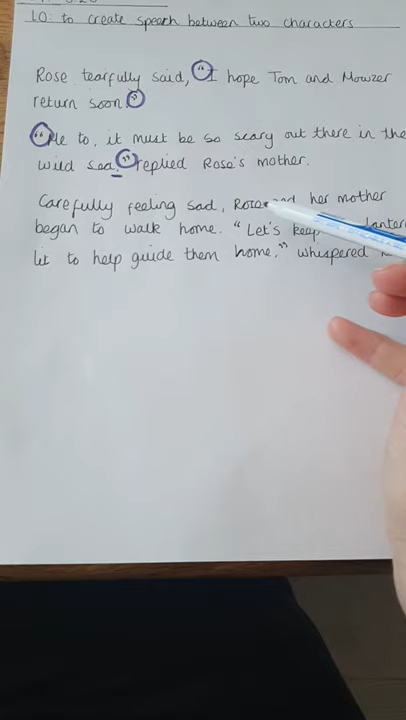 LO: to create speech between two characters
Rose tearfully said, "I hope Tom and Mowzer
return soon"
"Me to, it must be so scary out there in the
wild sea," replied Rose's mother.
Carefully feeling sad, Rose and her mother
began to walk home. "Let's keep
lit to help guide them home." whispered